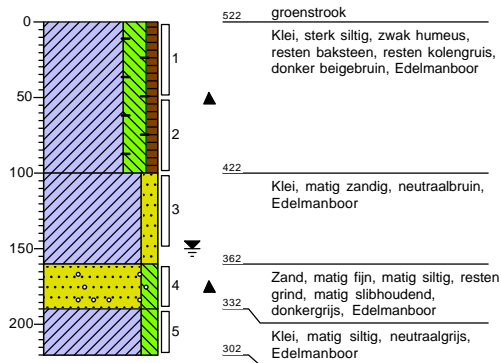 0
50
100
150
200
1
2
3
4
5
522 groenstrook
Klei, sterk siltig, zwak humeus,
resten baksteen, resten kolengruis,
donker beigebruin, Edelmanboor
422
Klei, matig zandig, neutraalbruin,
Edelmanboor
362
Zand, matig fijn, matig siltig, resten
grind, matig slibhoudend,
donkergrijs, Edelmanboor
332
Klei, matig siltig, neutraalgrijs,
Edelmanboor
302